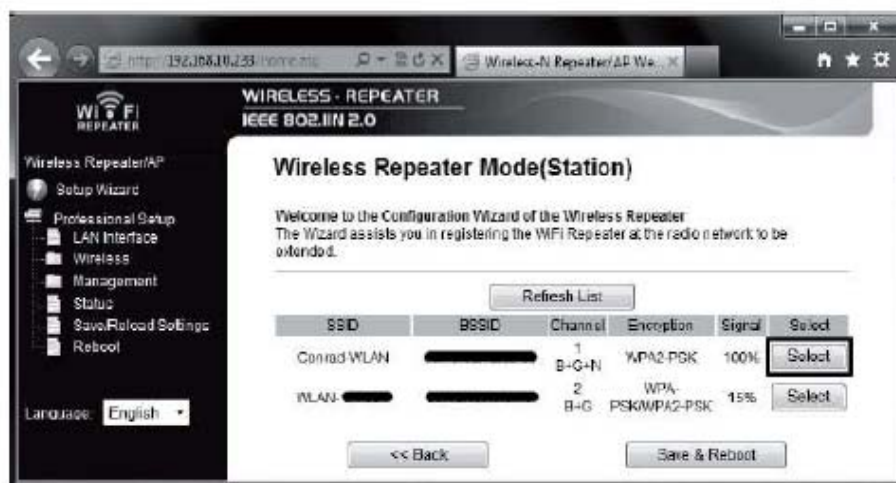 http://192.168.10.233/home.asp
Wireless-N Repeater/AP We...
WiFi
REPEATER
WIRELESS - REPEATER
IEEE 802.11N 2.0
Wireless Repeater/AP
Setup Wizard
Professional Setup
LAN Interface
Wireless
Management
Status
Save/Reload Settings
Reboot
Language: English
Wireless Repeater Mode(Station)
Welcome to the Configuration Wizard of the Wireless Repeater
The Wizard assists you in registering the WiFi Repeater at the radio network to be
extended.
Refresh List
SSID BSSID Channel Encryption Signal Select
Conrad-WLAN 1 B+G+N WPA2-PSK 100% Select
WLAN- 2 B+G WPA-PSK/WPA2-PSK 15% Select
<< Back Save & Reboot